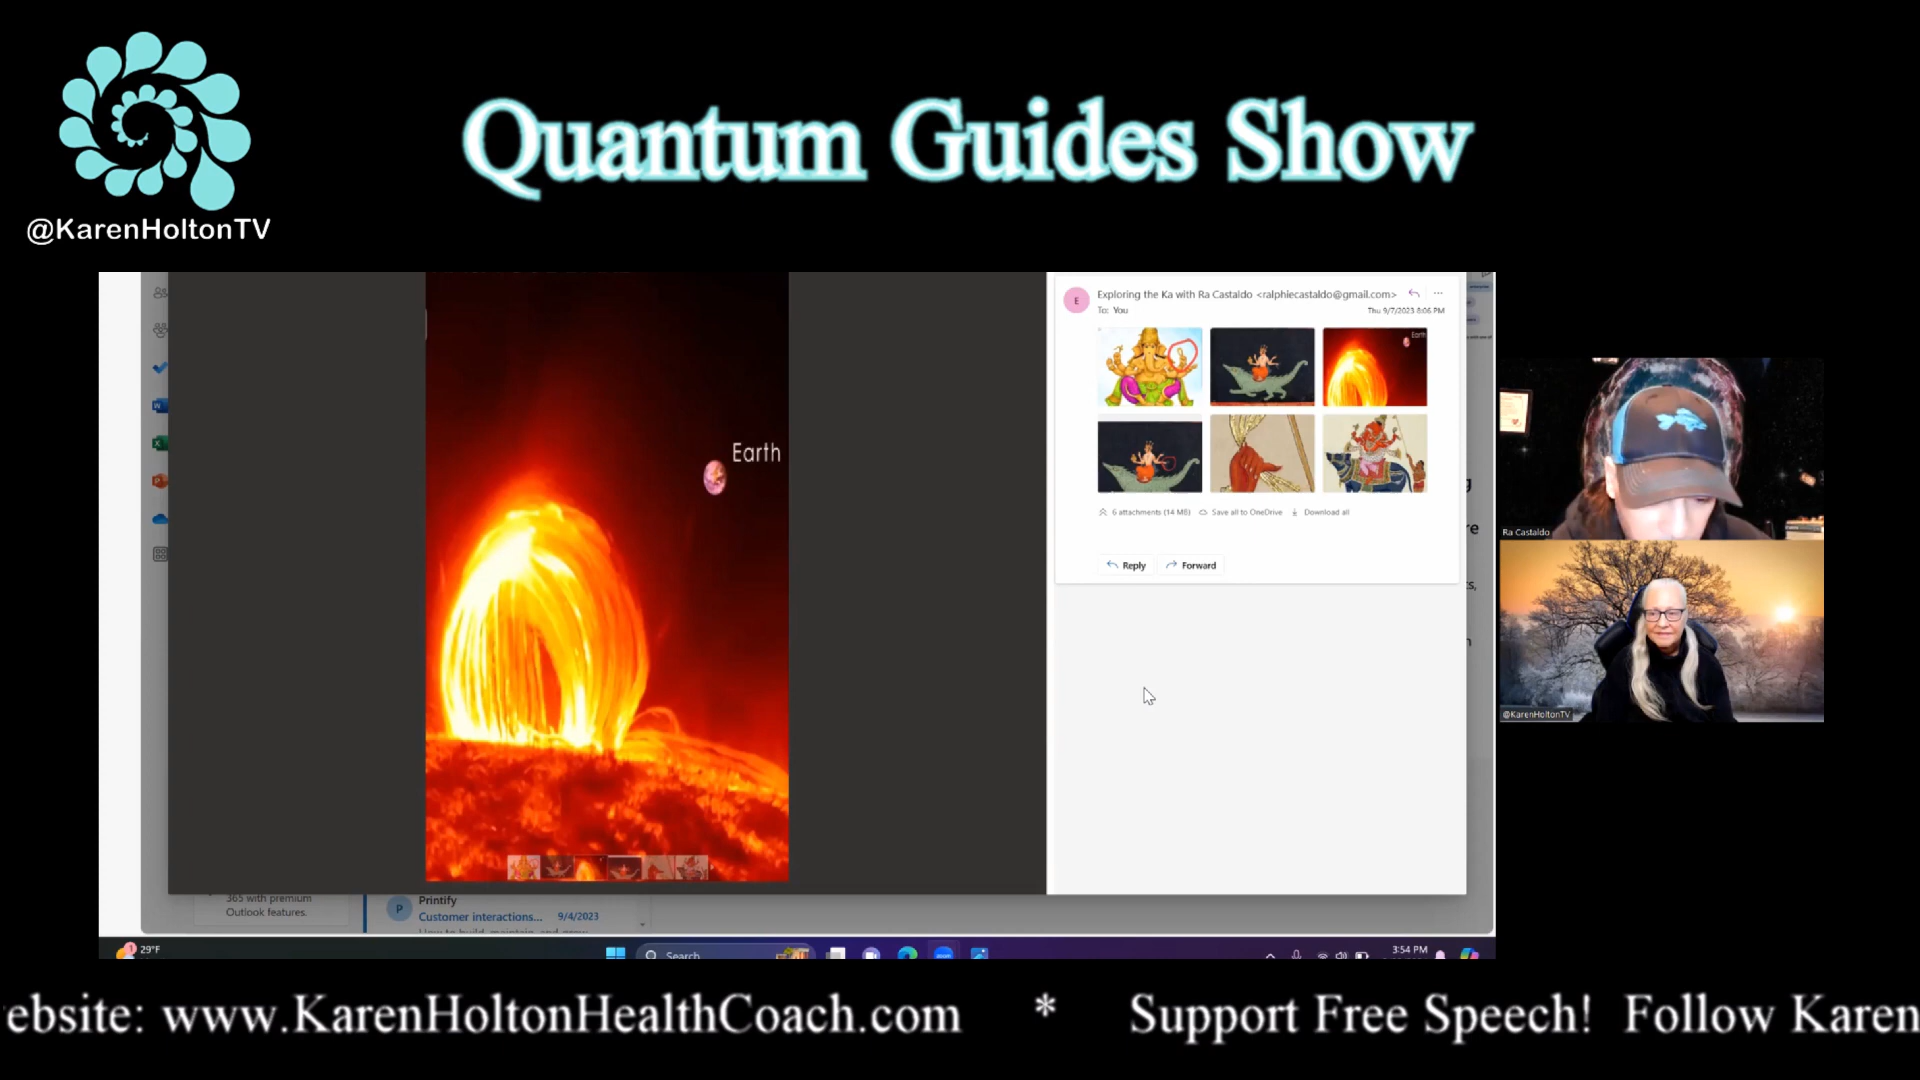 Quantum Guides Show
@KarenHoltonTV
Exploring the Ka with Ra Castaldo <ralphiecastaldo@gmail.com>
E
To: You
Thu 9/7/2023 8:06 PM
Earth
Earth
6 attachments (14 MB) Save all to OneDrive Download all
Reply Forward
Ra Castaldo
@KarenHoltonTV
365 with premium
Outlook features.
P
Printify
Customer interactions... 9/4/2023
29°F
Search
3:54 PM
ebsite: www.KarenHoltonHealthCoach.com * Support Free Speech! Follow Karen